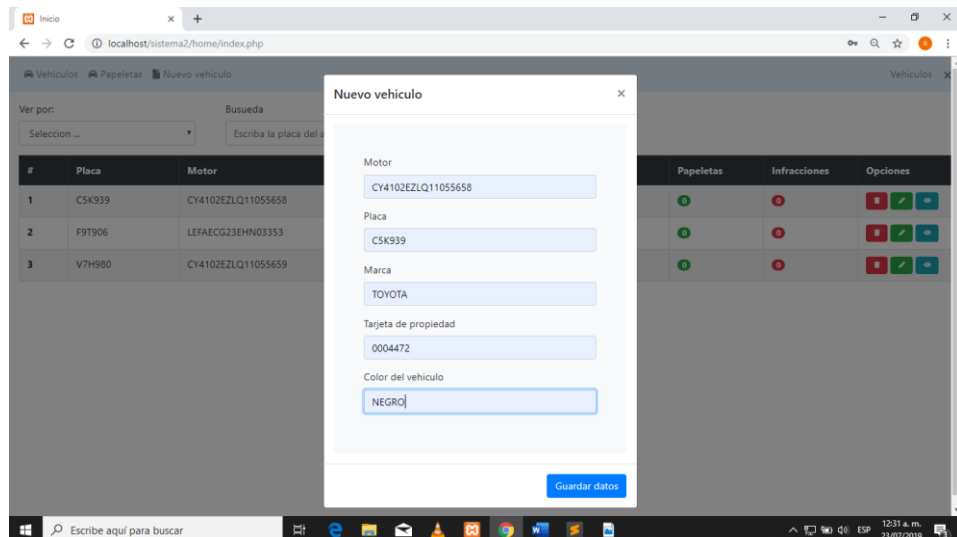 Inicio
localhost/sistema2/home/index.php
Vehiculos Papeletas Nuevo vehiculo Vehiculos
Ver por: Busueda
Seleccion ... Escriba la placa del a
# Placa Motor Papeletas Infracciones Opciones
1 C5K939 CY4102EZLQ11055658 0 0
2 F9T906 LEFAECG23EHN03353 0 0
3 V7H980 CY4102EZLQ11055659 0 0
Nuevo vehiculo
Motor
CY4102EZLQ11055658
Placa
C5K939
Marca
TOYOTA
Tarjeta de propiedad
0004472
Color del vehiculo
NEGRO
Guardar datos
Escribe aquí para buscar
ESP
12:31 a. m.
23/07/2019